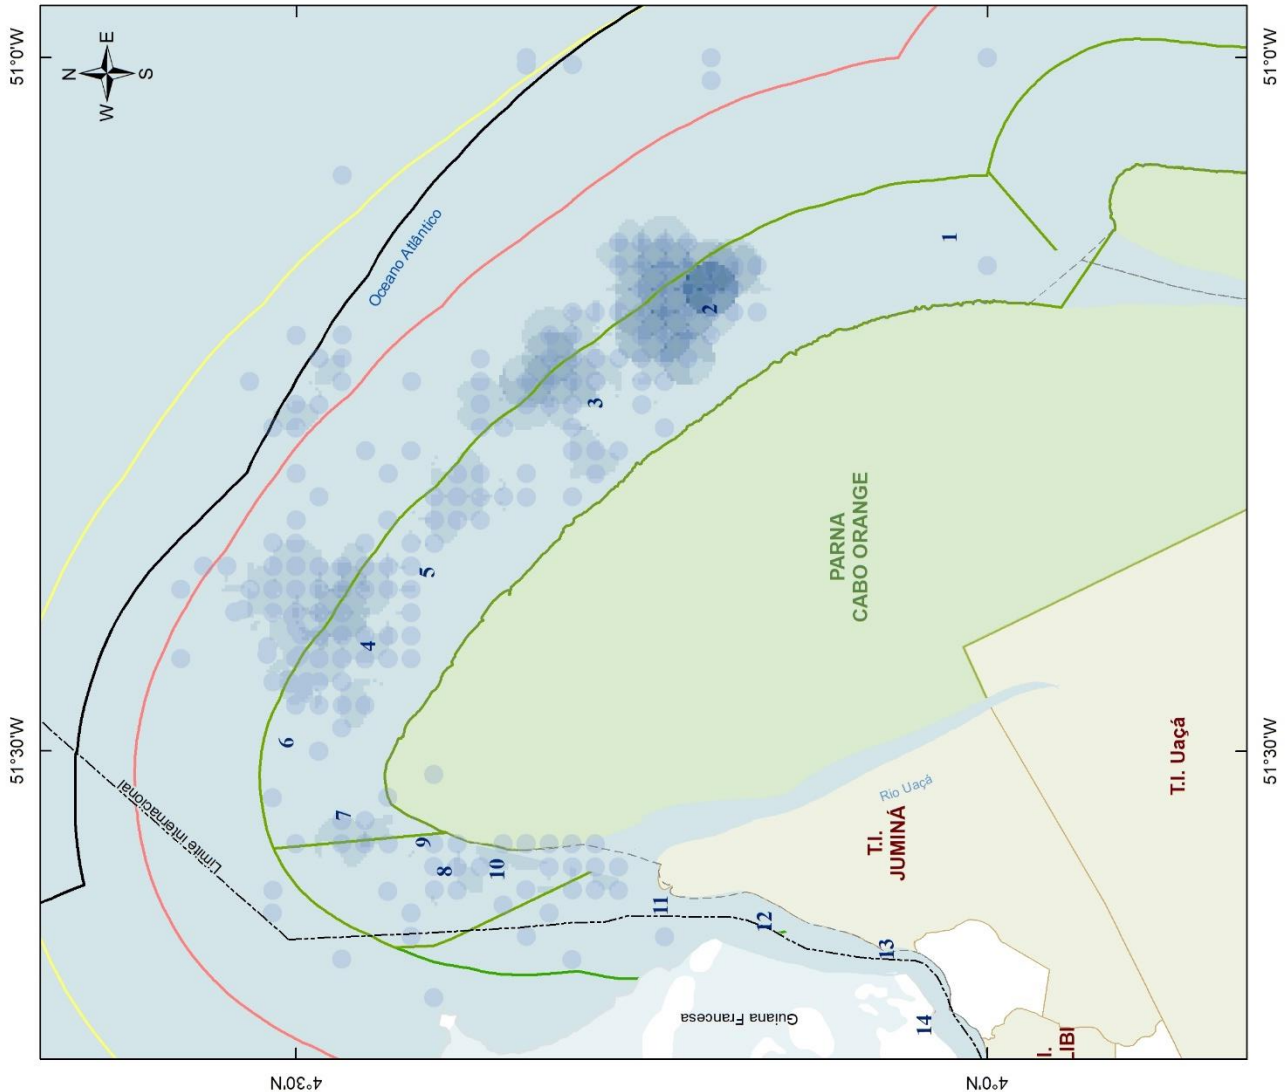 51°30'W
51°0'W
N
W E
S
4°30'N
4°0'N
Limite internacional
Oceano Atlântico
1
2
3
4
5
6
7
8
9
10
11
12
13
14
PARNA
CABO ORANGE
Rio Uaçá
T.I.
JUMINÁ
T.I. Uaçá
Guiana Francesa
I.
LIBI
51°30'W
51°0'W